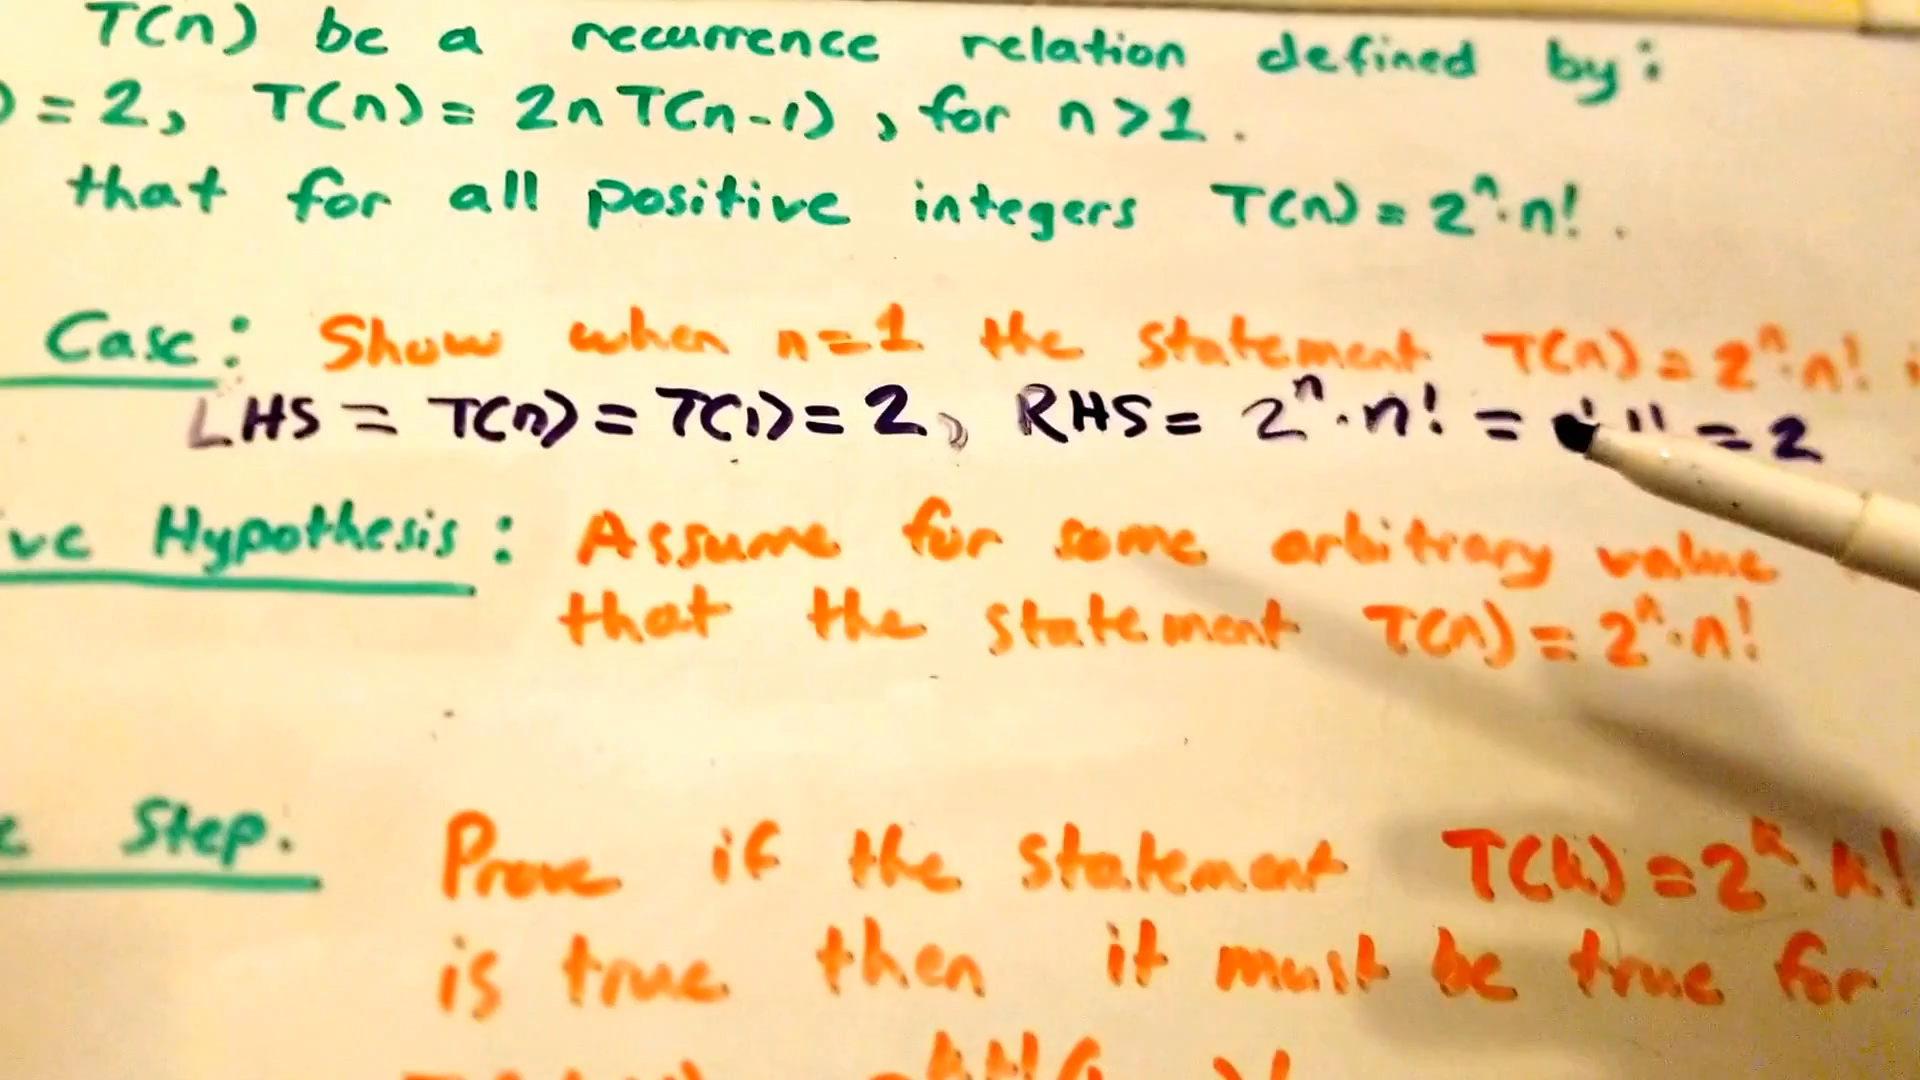 T(n) be a recurrence relation defined by:
) = 2, T(n) = 2n T(n-1), for n > 1.
that for all positive integers T(n) = 2ⁿ·n!.
Case: Show when n=1 the statement T(n) = 2ⁿ·n!
LHS = T(n) = T(1) = 2, RHS = 2ⁿ·n! = = 2
ve Hypothesis: Assume for some arbitrary value
that the statement T(n) = 2ⁿ·n!
Step. Prove if the statement T(k) = 2ᵏ·k!
is true then it must be true for